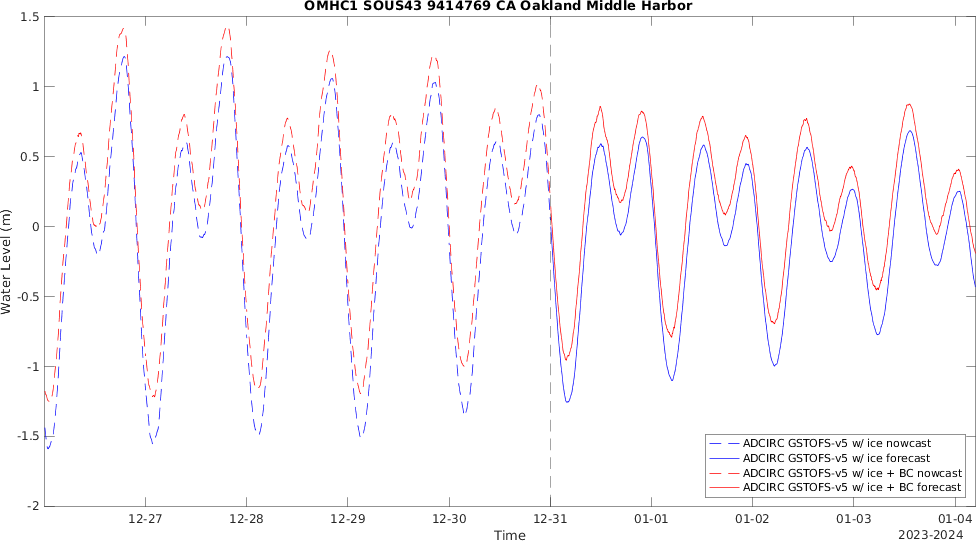 OMHC1 SOUS43 9414769 CA Oakland Middle Harbor
1.5
1
0.5
0
-0.5
-1
-1.5
-2
Water Level (m)
12-27
12-28
12-29
12-30
12-31
01-01
01-02
01-03
01-04
Time
2023-2024
ADCIRC GSTOFS-v5 w/ ice nowcast
ADCIRC GSTOFS-v5 w/ ice forecast
ADCIRC GSTOFS-v5 w/ ice + BC nowcast
ADCIRC GSTOFS-v5 w/ ice + BC forecast